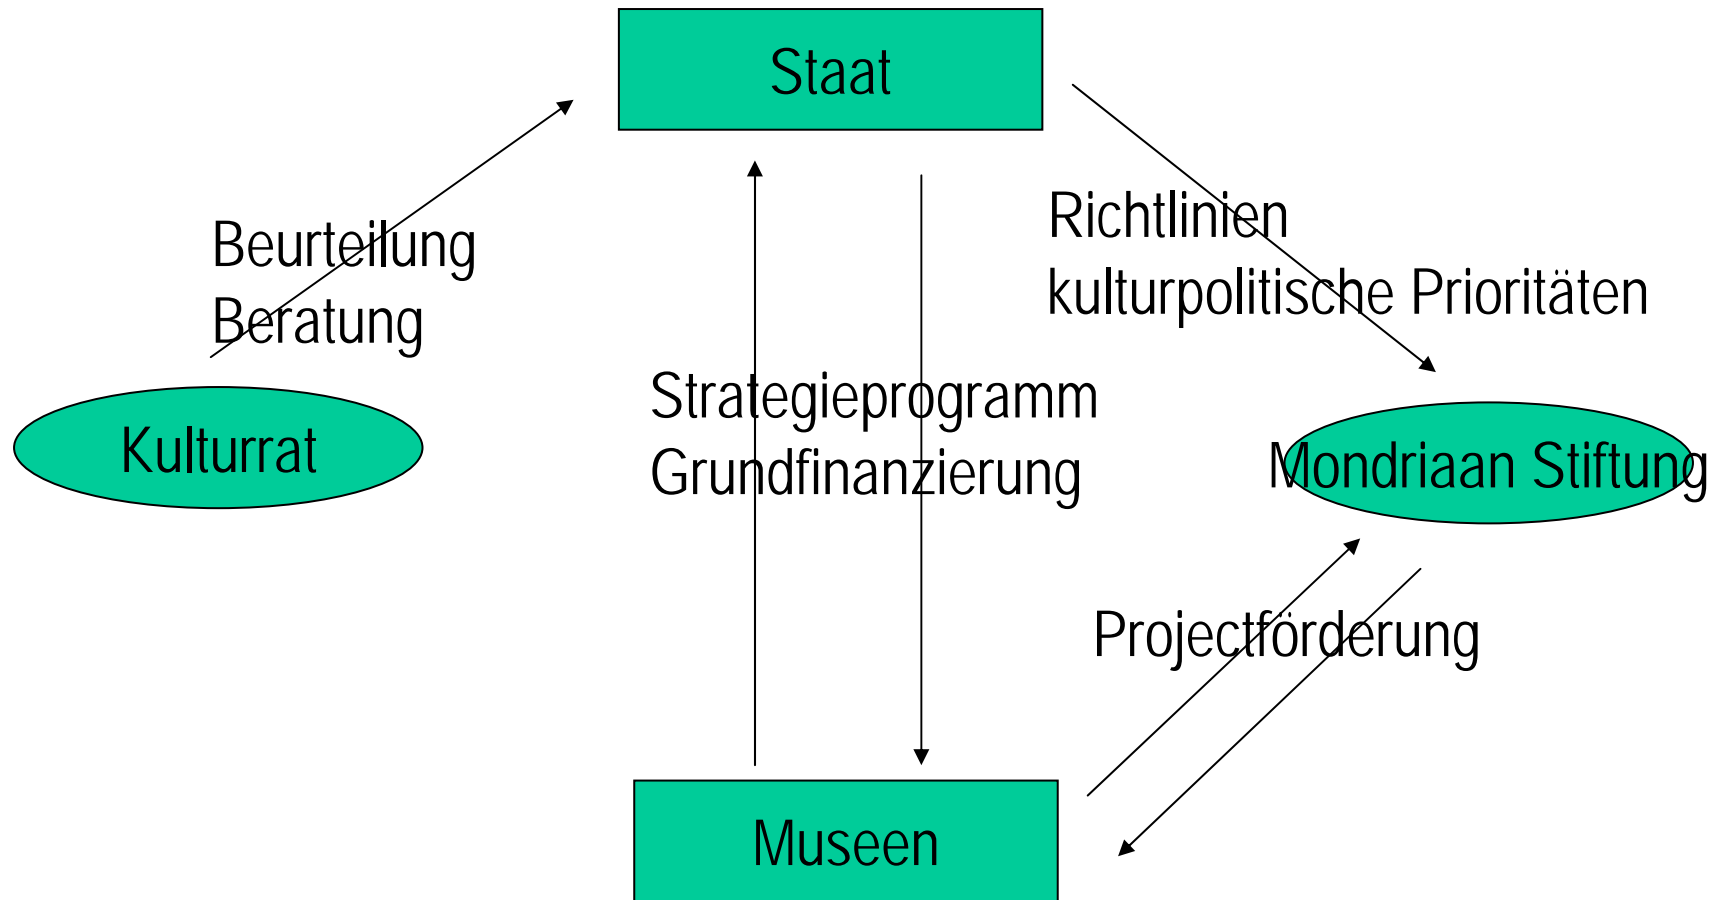 Staat
Beurteilung
Beratung
Richtlinien
kulturpolitische Prioritäten
Strategieprogramm
Grundfinanzierung
Kulturrat
Mondriaan Stiftung
Projectförderung
Museen